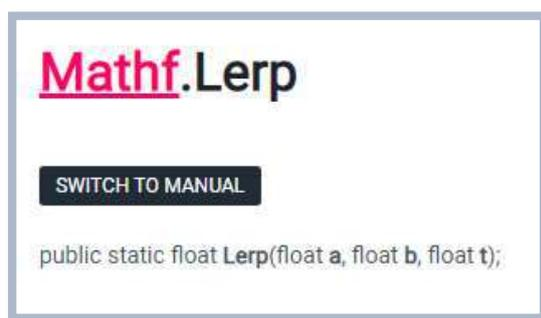 Mathf.Lerp
SWITCH TO MANUAL
public static float Lerp(float a, float b, float t);